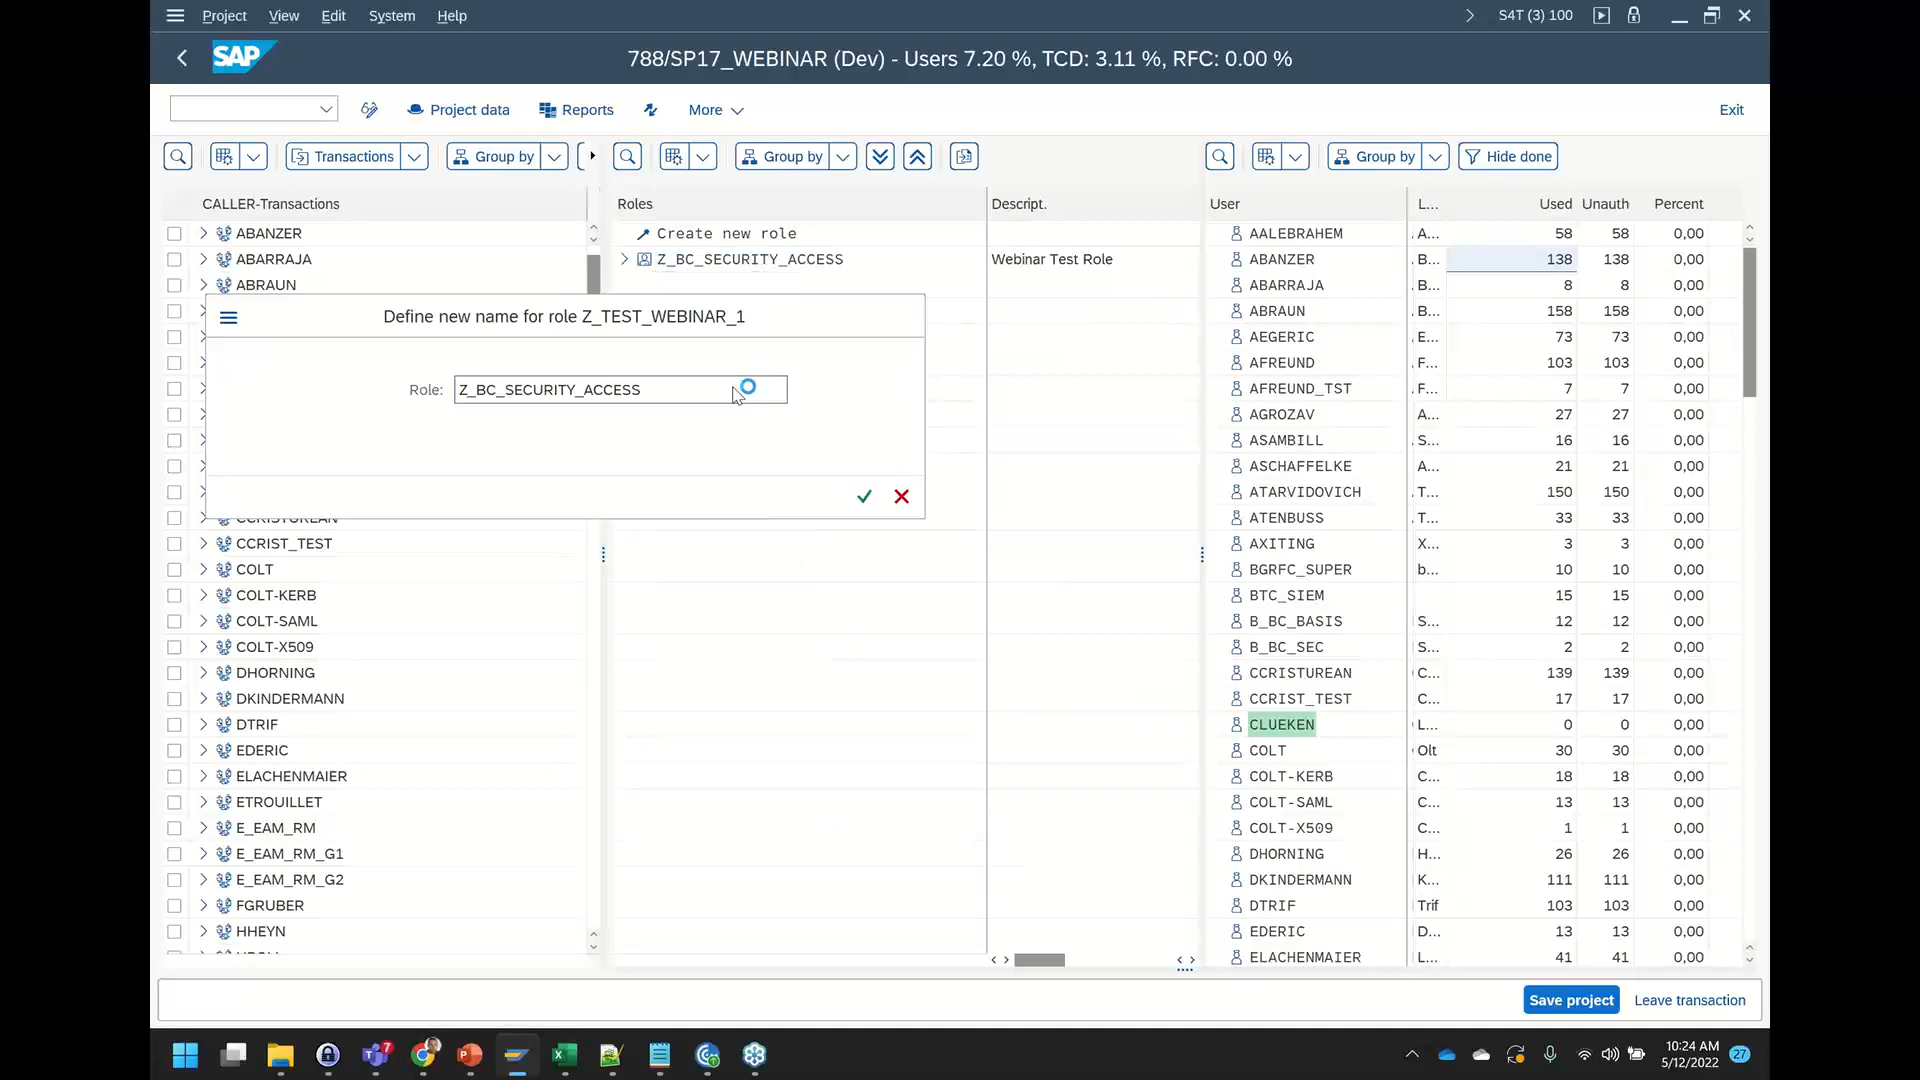 Project View Edit System Help S4T (3) 100
SAP 788/SP17_WEBINAR (Dev) - Users 7.20 %, TCD: 3.11 %, RFC: 0.00 %
Project data Reports More Exit
Transactions Group by Group by Group by Hide done
CALLER-Transactions Roles Descript. User L... Used Unauth Percent
ABANZER Create new role AALEBRAHEM A... 58 58 0,00
ABARRAJA Z_BC_SECURITY_ACCESS Webinar Test Role ABANZER B... 138 138 0,00
ABRAUN ABARRAJA B... 8 8 0,00
ABRAUN B... 158 158 0,00
Define new name for role Z_TEST_WEBINAR_1
AEGERIC E... 73 73 0,00
AFREUND F... 103 103 0,00
Role: Z_BC_SECURITY_ACCESS AFREUND_TST F... 7 7 0,00
AGROZAV A... 27 27 0,00
ASAMBILL S... 16 16 0,00
ASCHAFFELKE A... 21 21 0,00
ATARVIDOVICH T... 150 150 0,00
CCRISTUREAN ATENBUSS T... 33 33 0,00
CCRIST_TEST AXITING X... 3 3 0,00
COLT BGRFC_SUPER b... 10 10 0,00
COLT-KERB BTC_SIEM 15 15 0,00
COLT-SAML B_BC_BASIS S... 12 12 0,00
COLT-X509 B_BC_SEC S... 2 2 0,00
DHORNING CCRISTUREAN C... 139 139 0,00
DKINDERMANN CCRIST_TEST C... 17 17 0,00
DTRIF CLUEKEN L... 0 0 0,00
EDERIC COLT Olt 30 30 0,00
ELACHENMAIER COLT-KERB C... 18 18 0,00
ETROUILLET COLT-SAML C... 13 13 0,00
E_EAM_RM COLT-X509 C... 1 1 0,00
E_EAM_RM_G1 DHORNING H... 26 26 0,00
E_EAM_RM_G2 DKINDERMANN K... 111 111 0,00
FGRUBER DTRIF Trif 103 103 0,00
HHEYN EDERIC D... 13 13 0,00
ELACHENMAIER L... 41 41 0,00
Save project Leave transaction
7 10:24 AM
5/12/2022 27